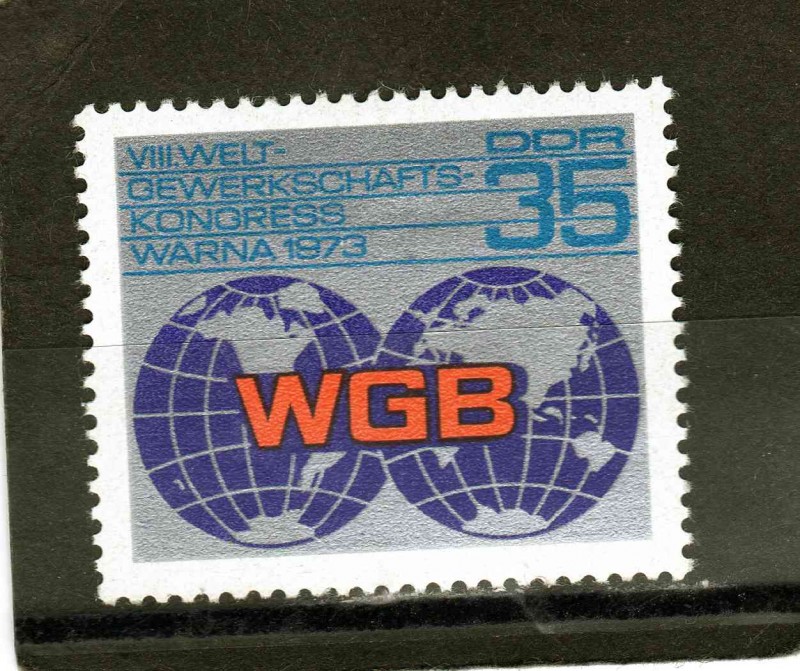 VIII.WELT-
GEWERKSCHAFTS-
KONGRESS
WARNA 1973
DDR
35
WGB